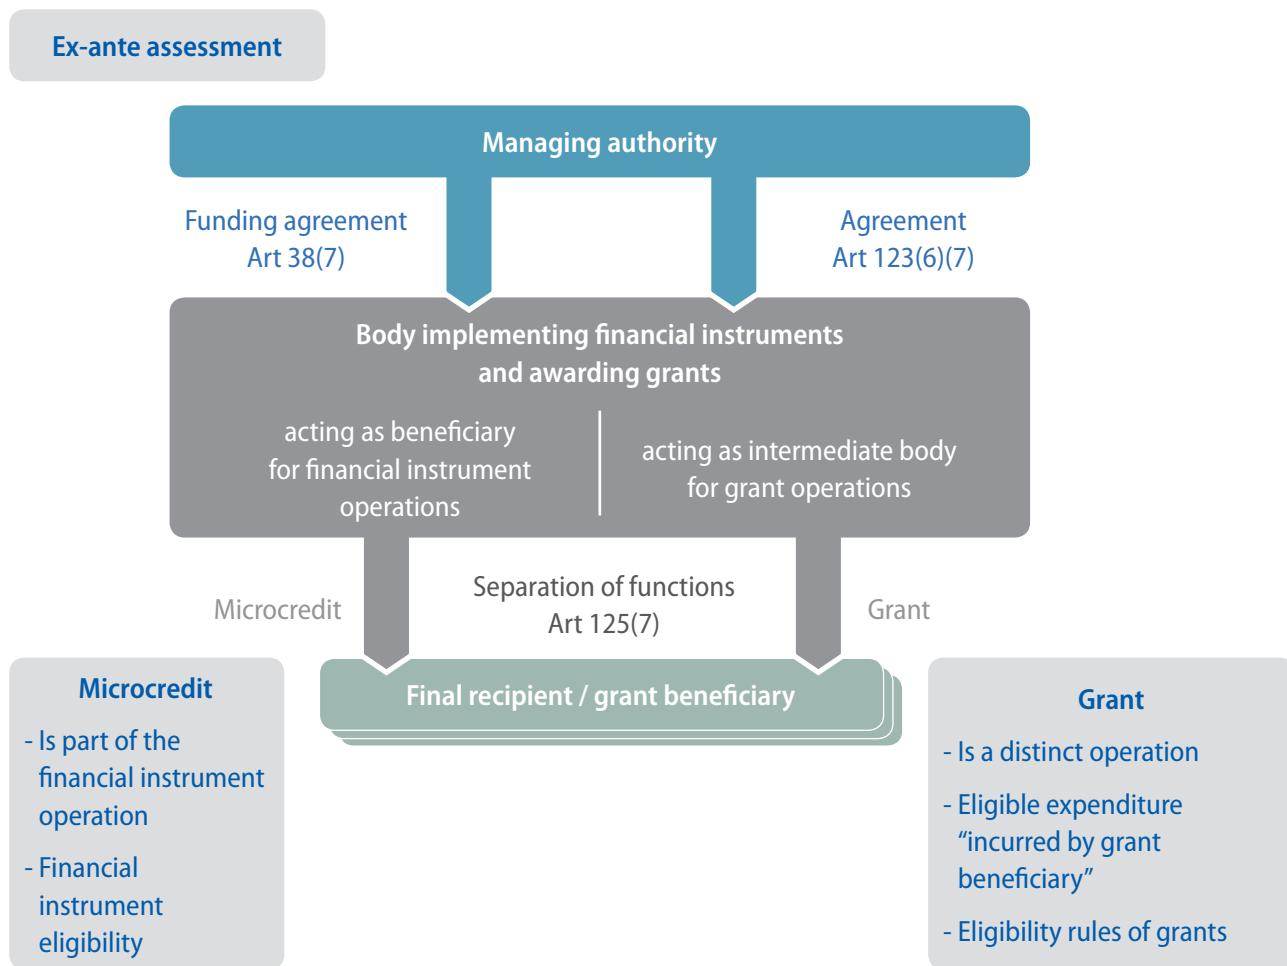 Ex-ante assessment
Managing authority
Funding agreement
Art 38(7)
Agreement
Art 123(6)(7)
Body implementing financial instruments
and awarding grants
acting as beneficiary
for financial instrument
operations
acting as intermediate body
for grant operations
Microcredit
Separation of functions
Art 125(7)
Grant
Final recipient / grant beneficiary
Microcredit
- Is part of the
financial instrument
operation
- Financial
instrument
eligibility
Grant
- Is a distinct operation
- Eligible expenditure
“incurred by grant
beneficiary”
- Eligibility rules of grants